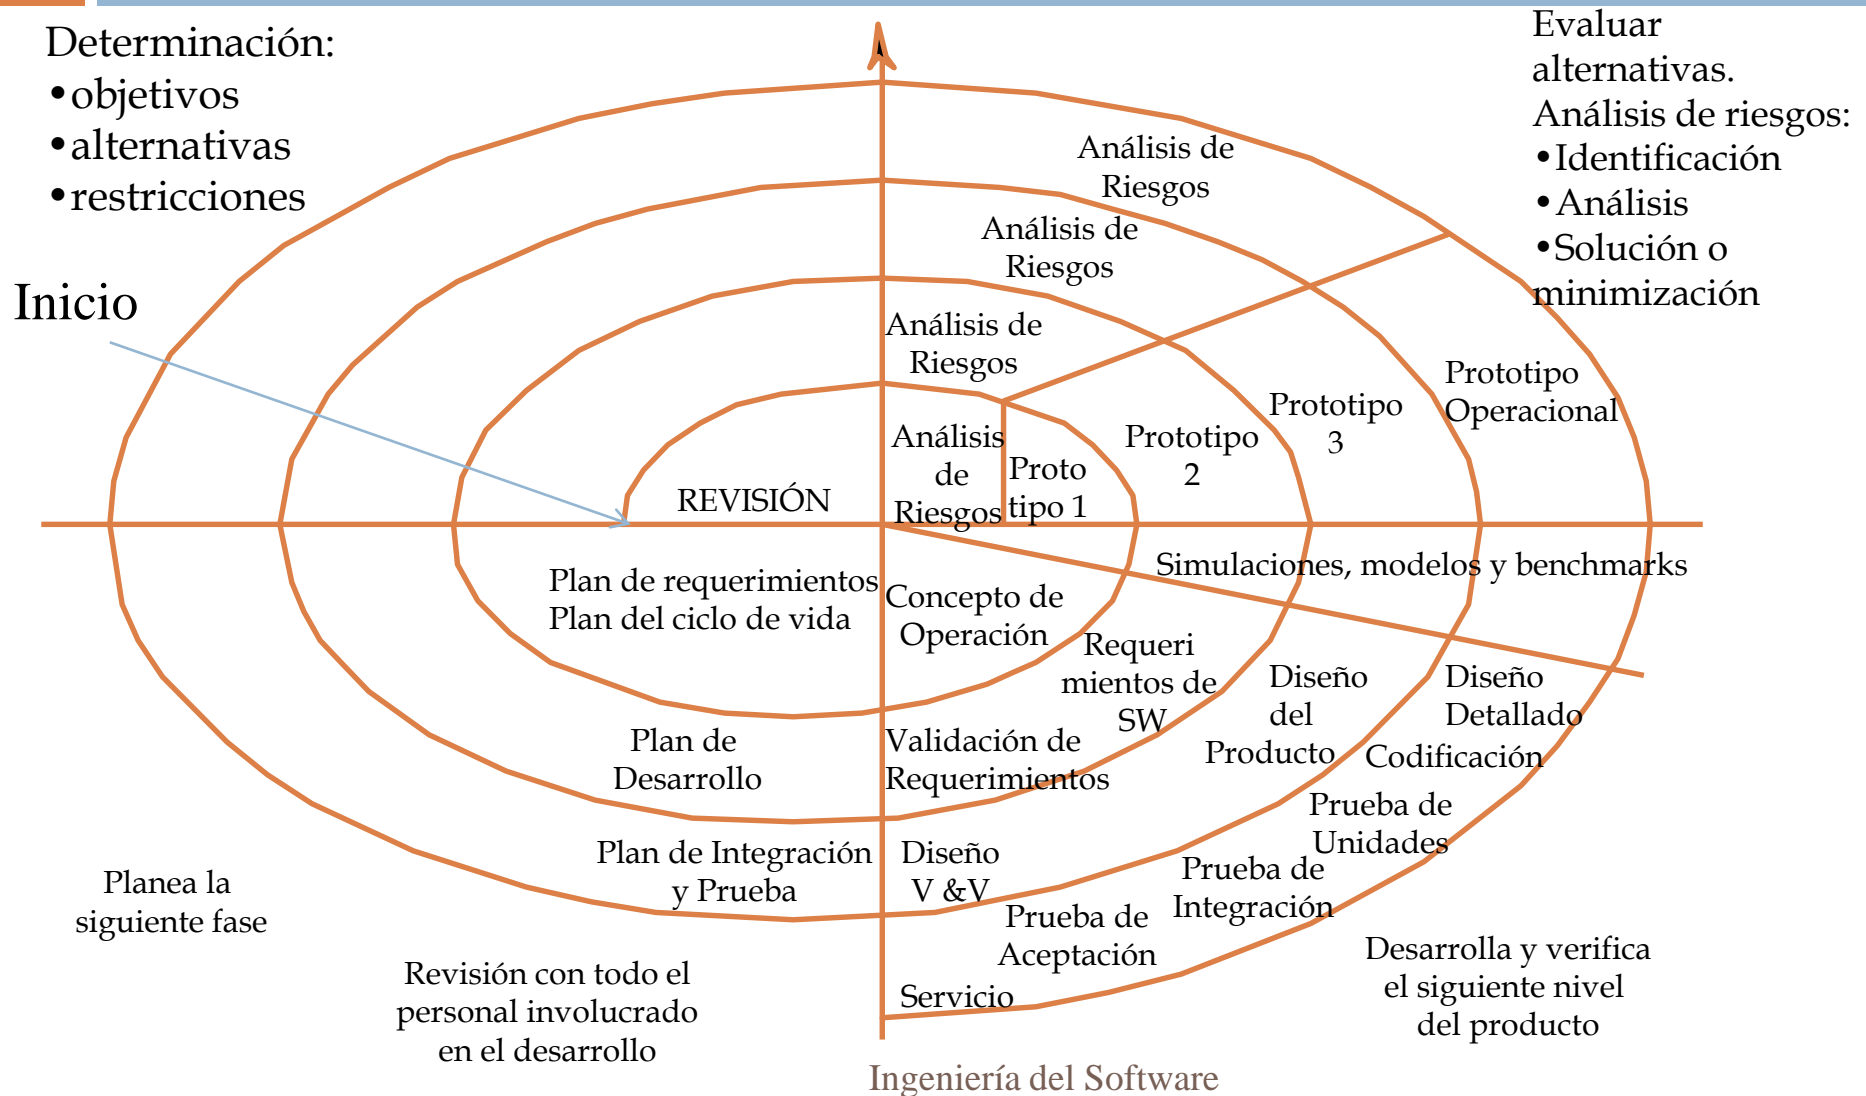 Determinación:
•objetivos
•alternativas
•restricciones
Inicio
Evaluar
alternativas.
Análisis de riesgos:
•Identificación
•Análisis
•Solución o
minimización
Análisis de
Riesgos
Análisis de
Riesgos
Análisis de
Riesgos
Análisis
de
Riesgos
Proto
tipo 1
Prototipo
2
Prototipo
3
Prototipo
Operacional
REVISIÓN
Simulaciones, modelos y benchmarks
Plan de requerimientos
Plan del ciclo de vida
Concepto de
Operación
Requeri
mientos de
SW
Diseño
del
Producto
Diseño
Detallado
Codificación
Plan de
Desarrollo
Validación de
Requerimientos
Prueba de
Unidades
Plan de Integración
y Prueba
Diseño
V &V
Prueba de
Integración
Prueba de
Aceptación
Servicio
Planea la
siguiente fase
Revisión con todo el
personal involucrado
en el desarrollo
Desarrolla y verifica
el siguiente nivel
del producto
Ingeniería del Software